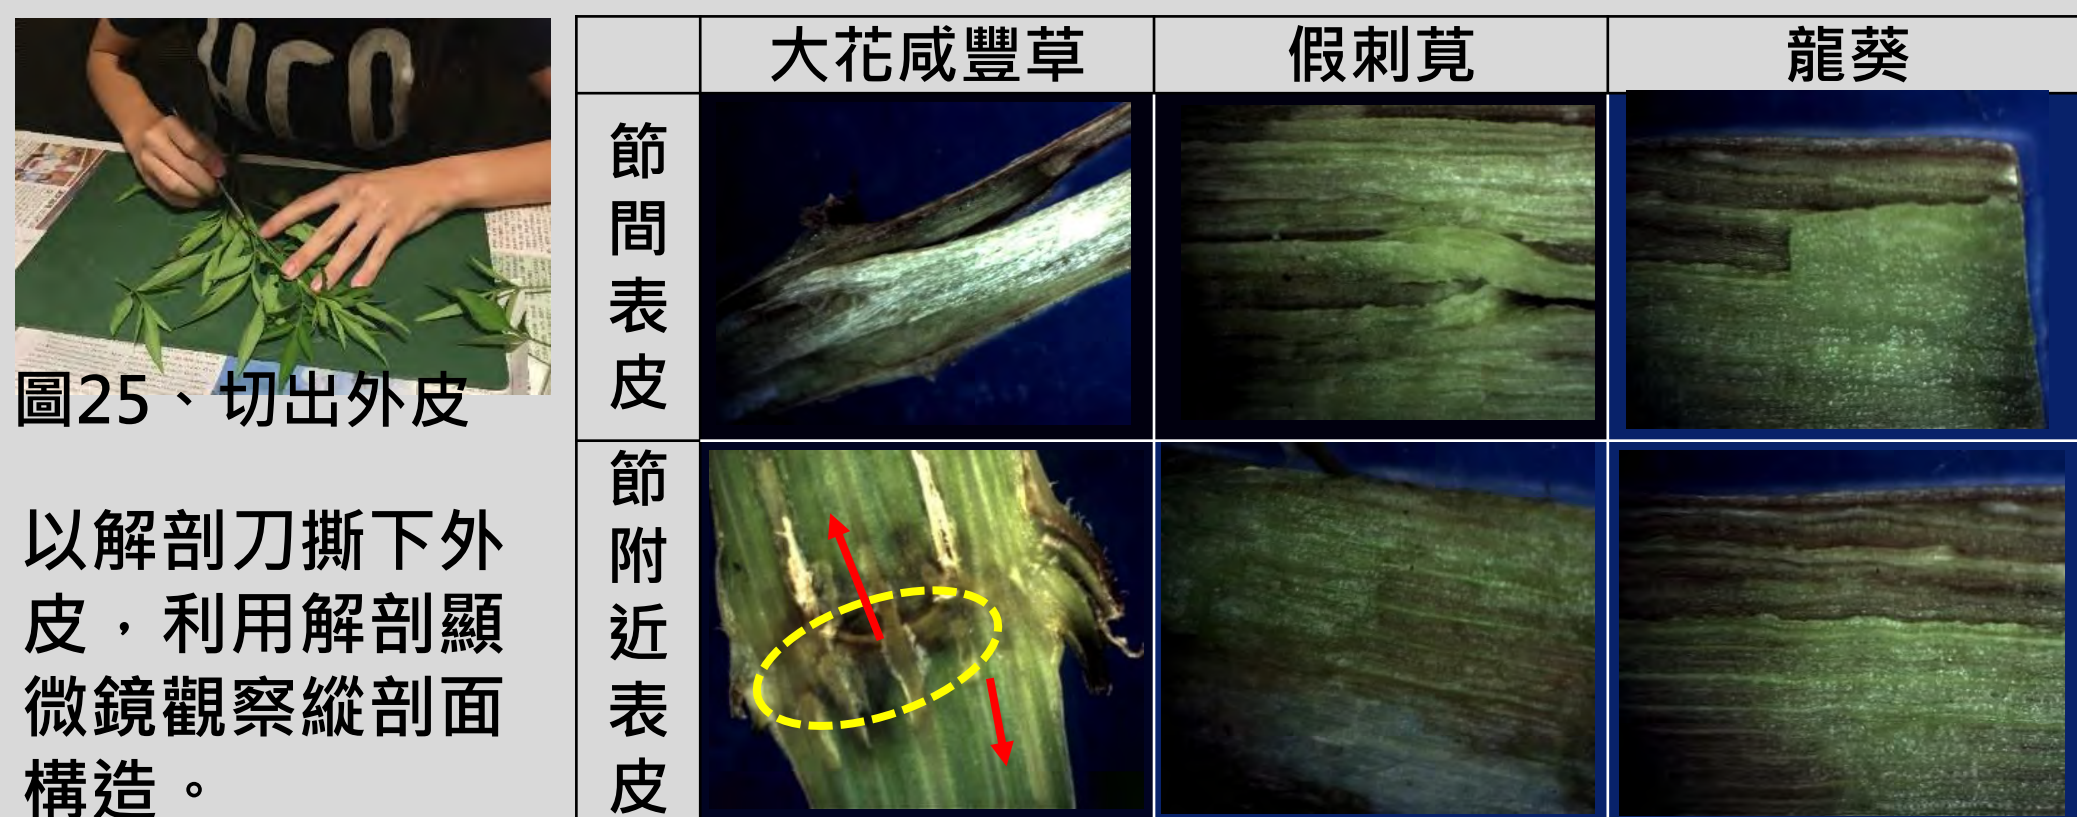 大花咸豐草
假刺莧
龍葵
節間表皮
節附近表皮
圖25、切出外皮
以解剖刀撕下外
皮，利用解剖顯
微鏡觀察縱剖面
構造。